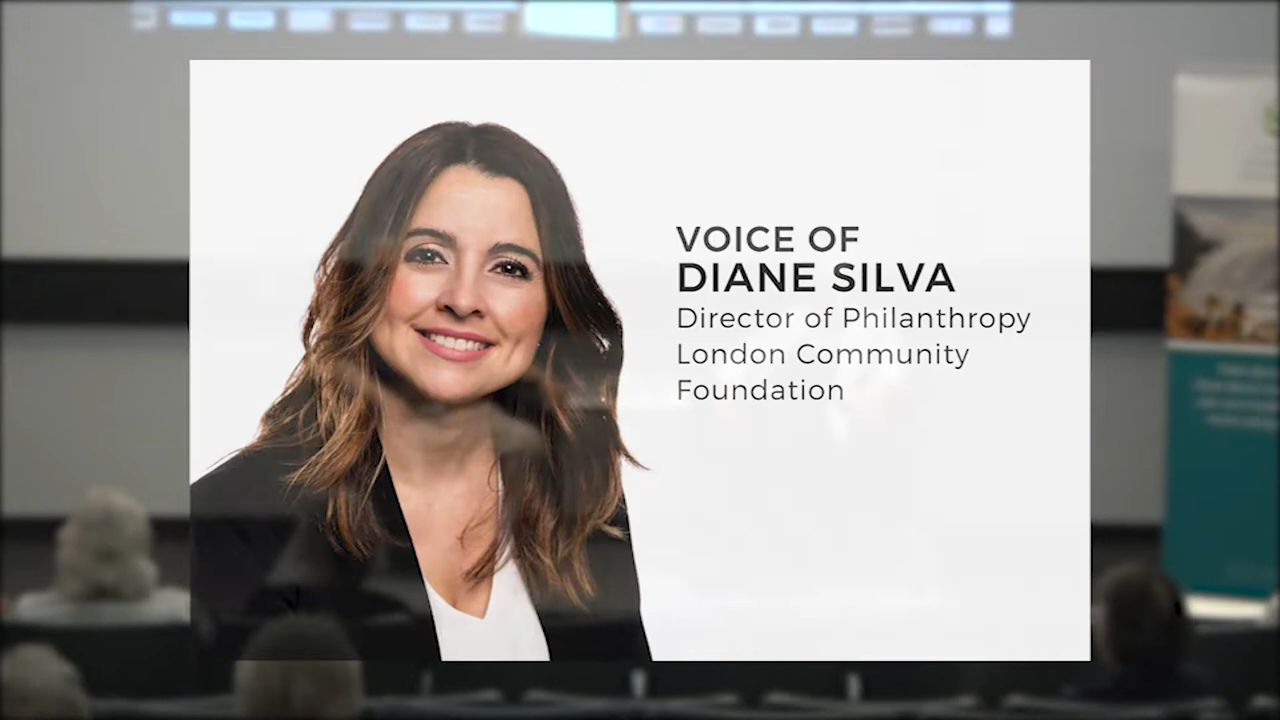 VOICE OF
DIANE SILVA
Director of Philanthropy
London Community
Foundation